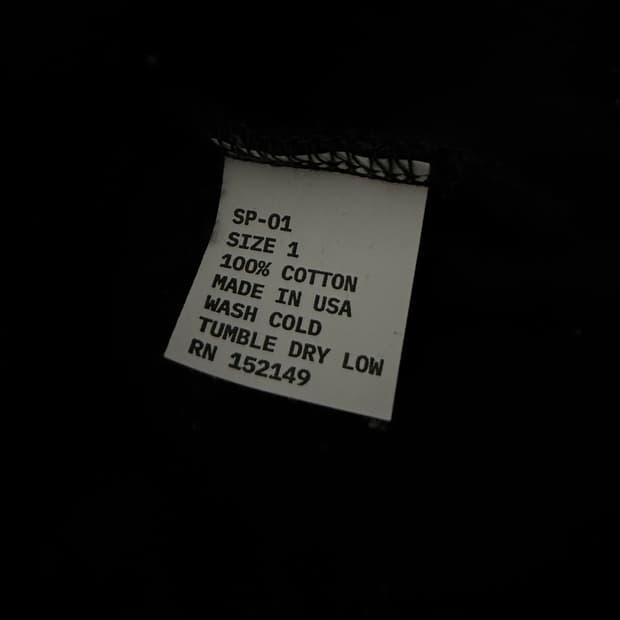 SP-01
SIZE 1
100% COTTON
MADE IN USA
WASH COLD
TUMBLE DRY LOW
RN 152149